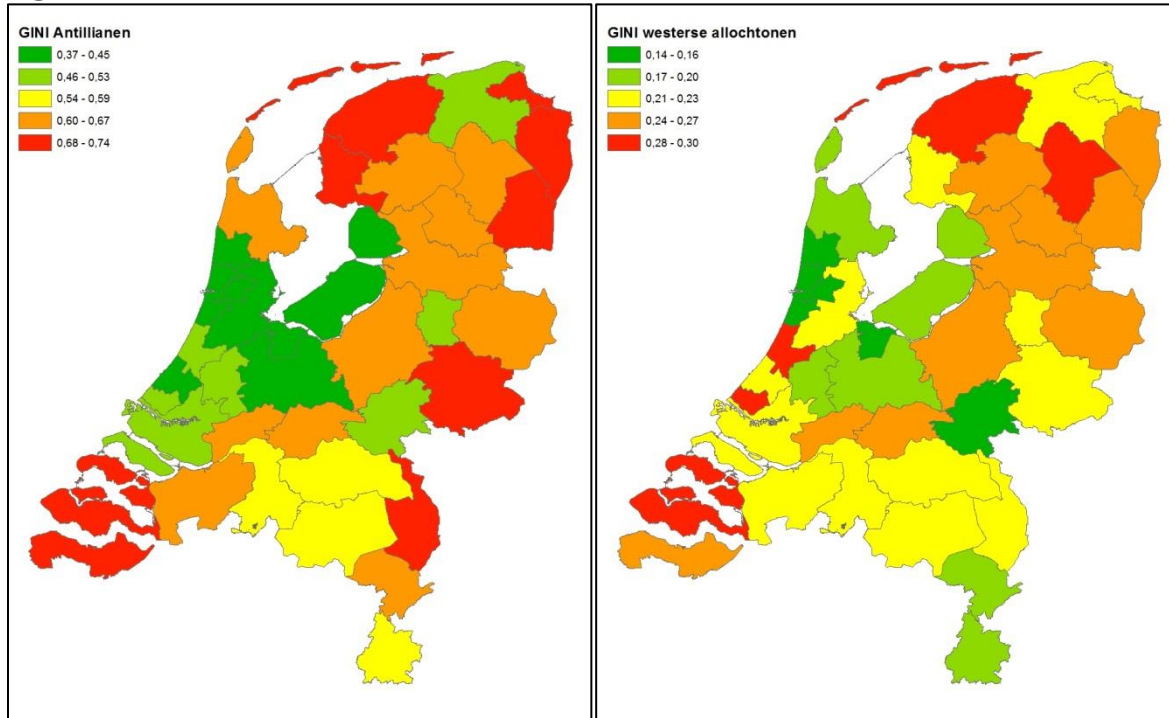 GINI Antillianen
0,37 - 0,45
0,46 - 0,53
0,54 - 0,59
0,60 - 0,67
0,68 - 0,74
GINI westerse allochtonen
0,14 - 0,16
0,17 - 0,20
0,21 - 0,23
0,24 - 0,27
0,28 - 0,30